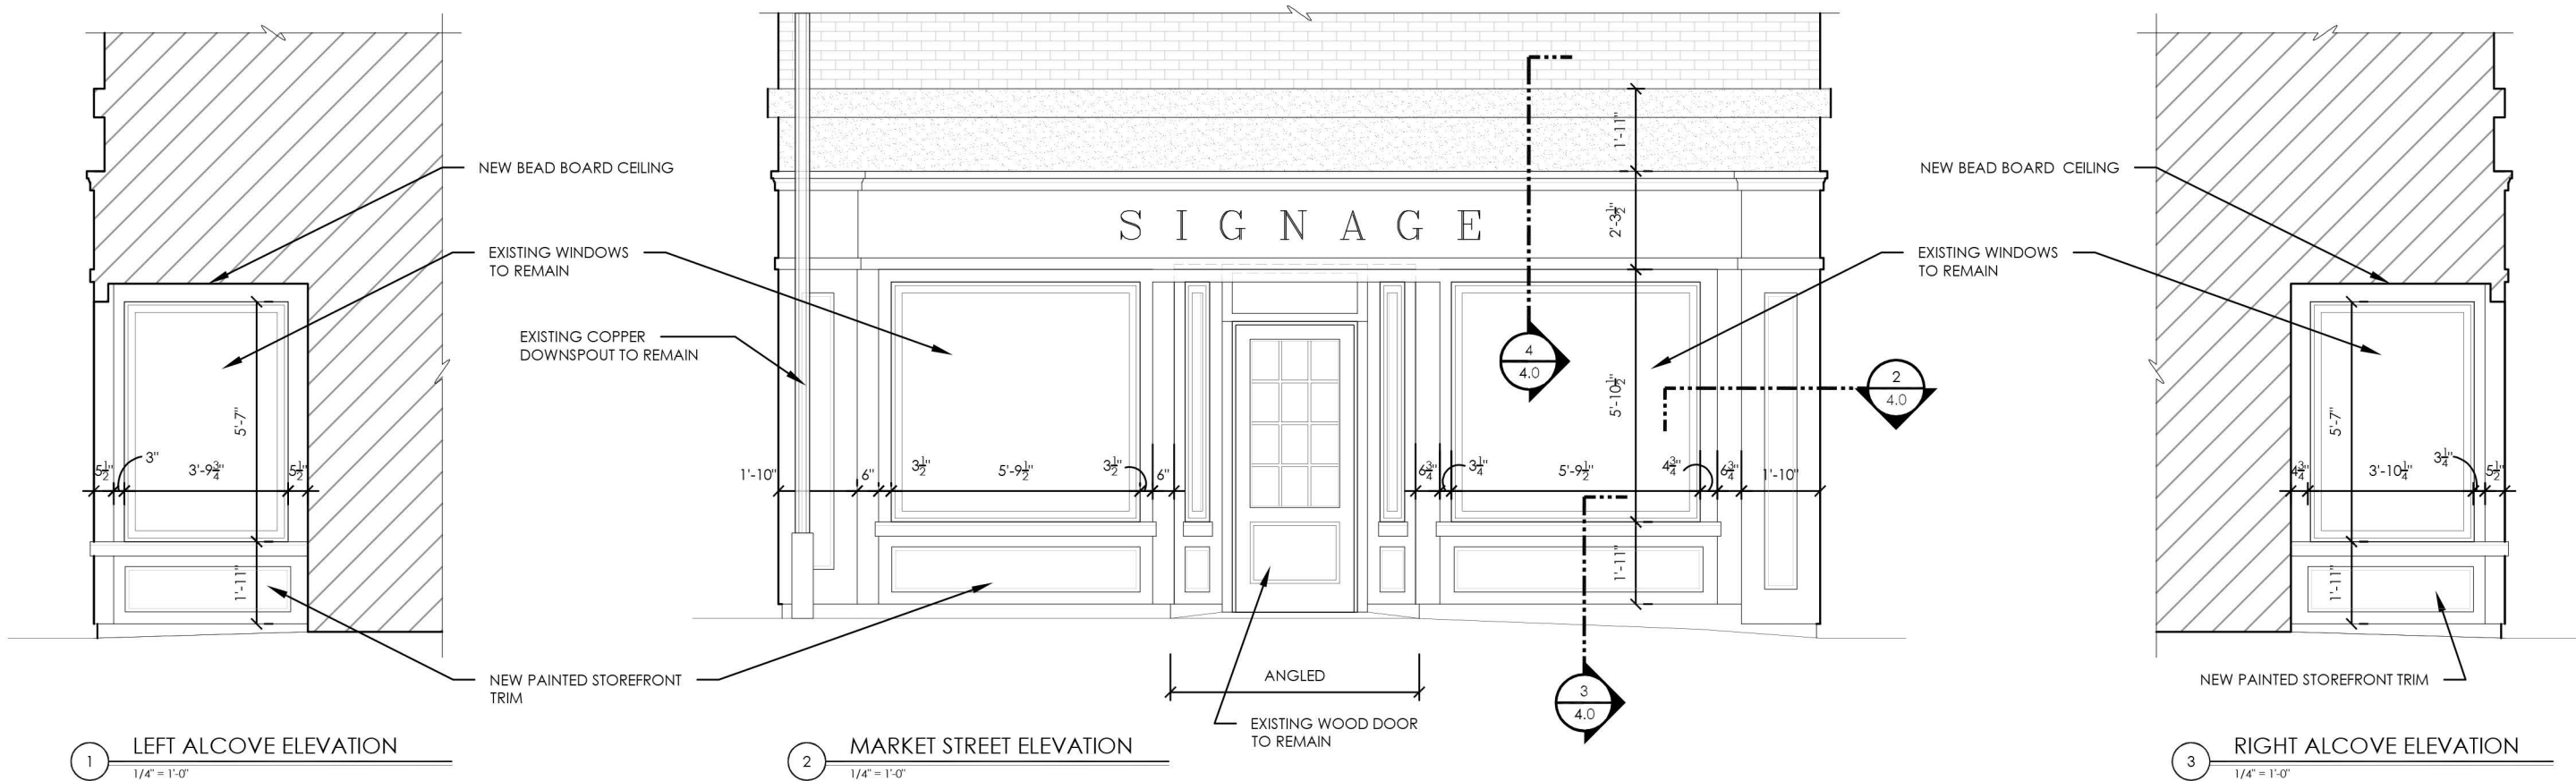 NEW BEAD BOARD CEILING
EXISTING WINDOWS
TO REMAIN
5'-7"
5½"
3"
3'-9¾"
5½"
1'-11"
NEW PAINTED STOREFRONT
TRIM
1
LEFT ALCOVE ELEVATION
1/4" = 1'-0"
SIGNAGE
EXISTING COPPER
DOWNSPOUT TO REMAIN
1'-11"
2'-3½"
5'-10½"
1'-11"
1'-10"
6"
3½"
5'-9½"
3½"
6"
6¾"
3¼"
5'-9½"
4¾"
6¾"
1'-10"
4
4.0
2
4.0
3
4.0
ANGLED
EXISTING WOOD DOOR
TO REMAIN
2
MARKET STREET ELEVATION
1/4" = 1'-0"
NEW BEAD BOARD CEILING
EXISTING WINDOWS
TO REMAIN
5'-7"
4¾"
3'-10¼"
3¼"
5½"
1'-11"
NEW PAINTED STOREFRONT TRIM
3
RIGHT ALCOVE ELEVATION
1/4" = 1'-0"